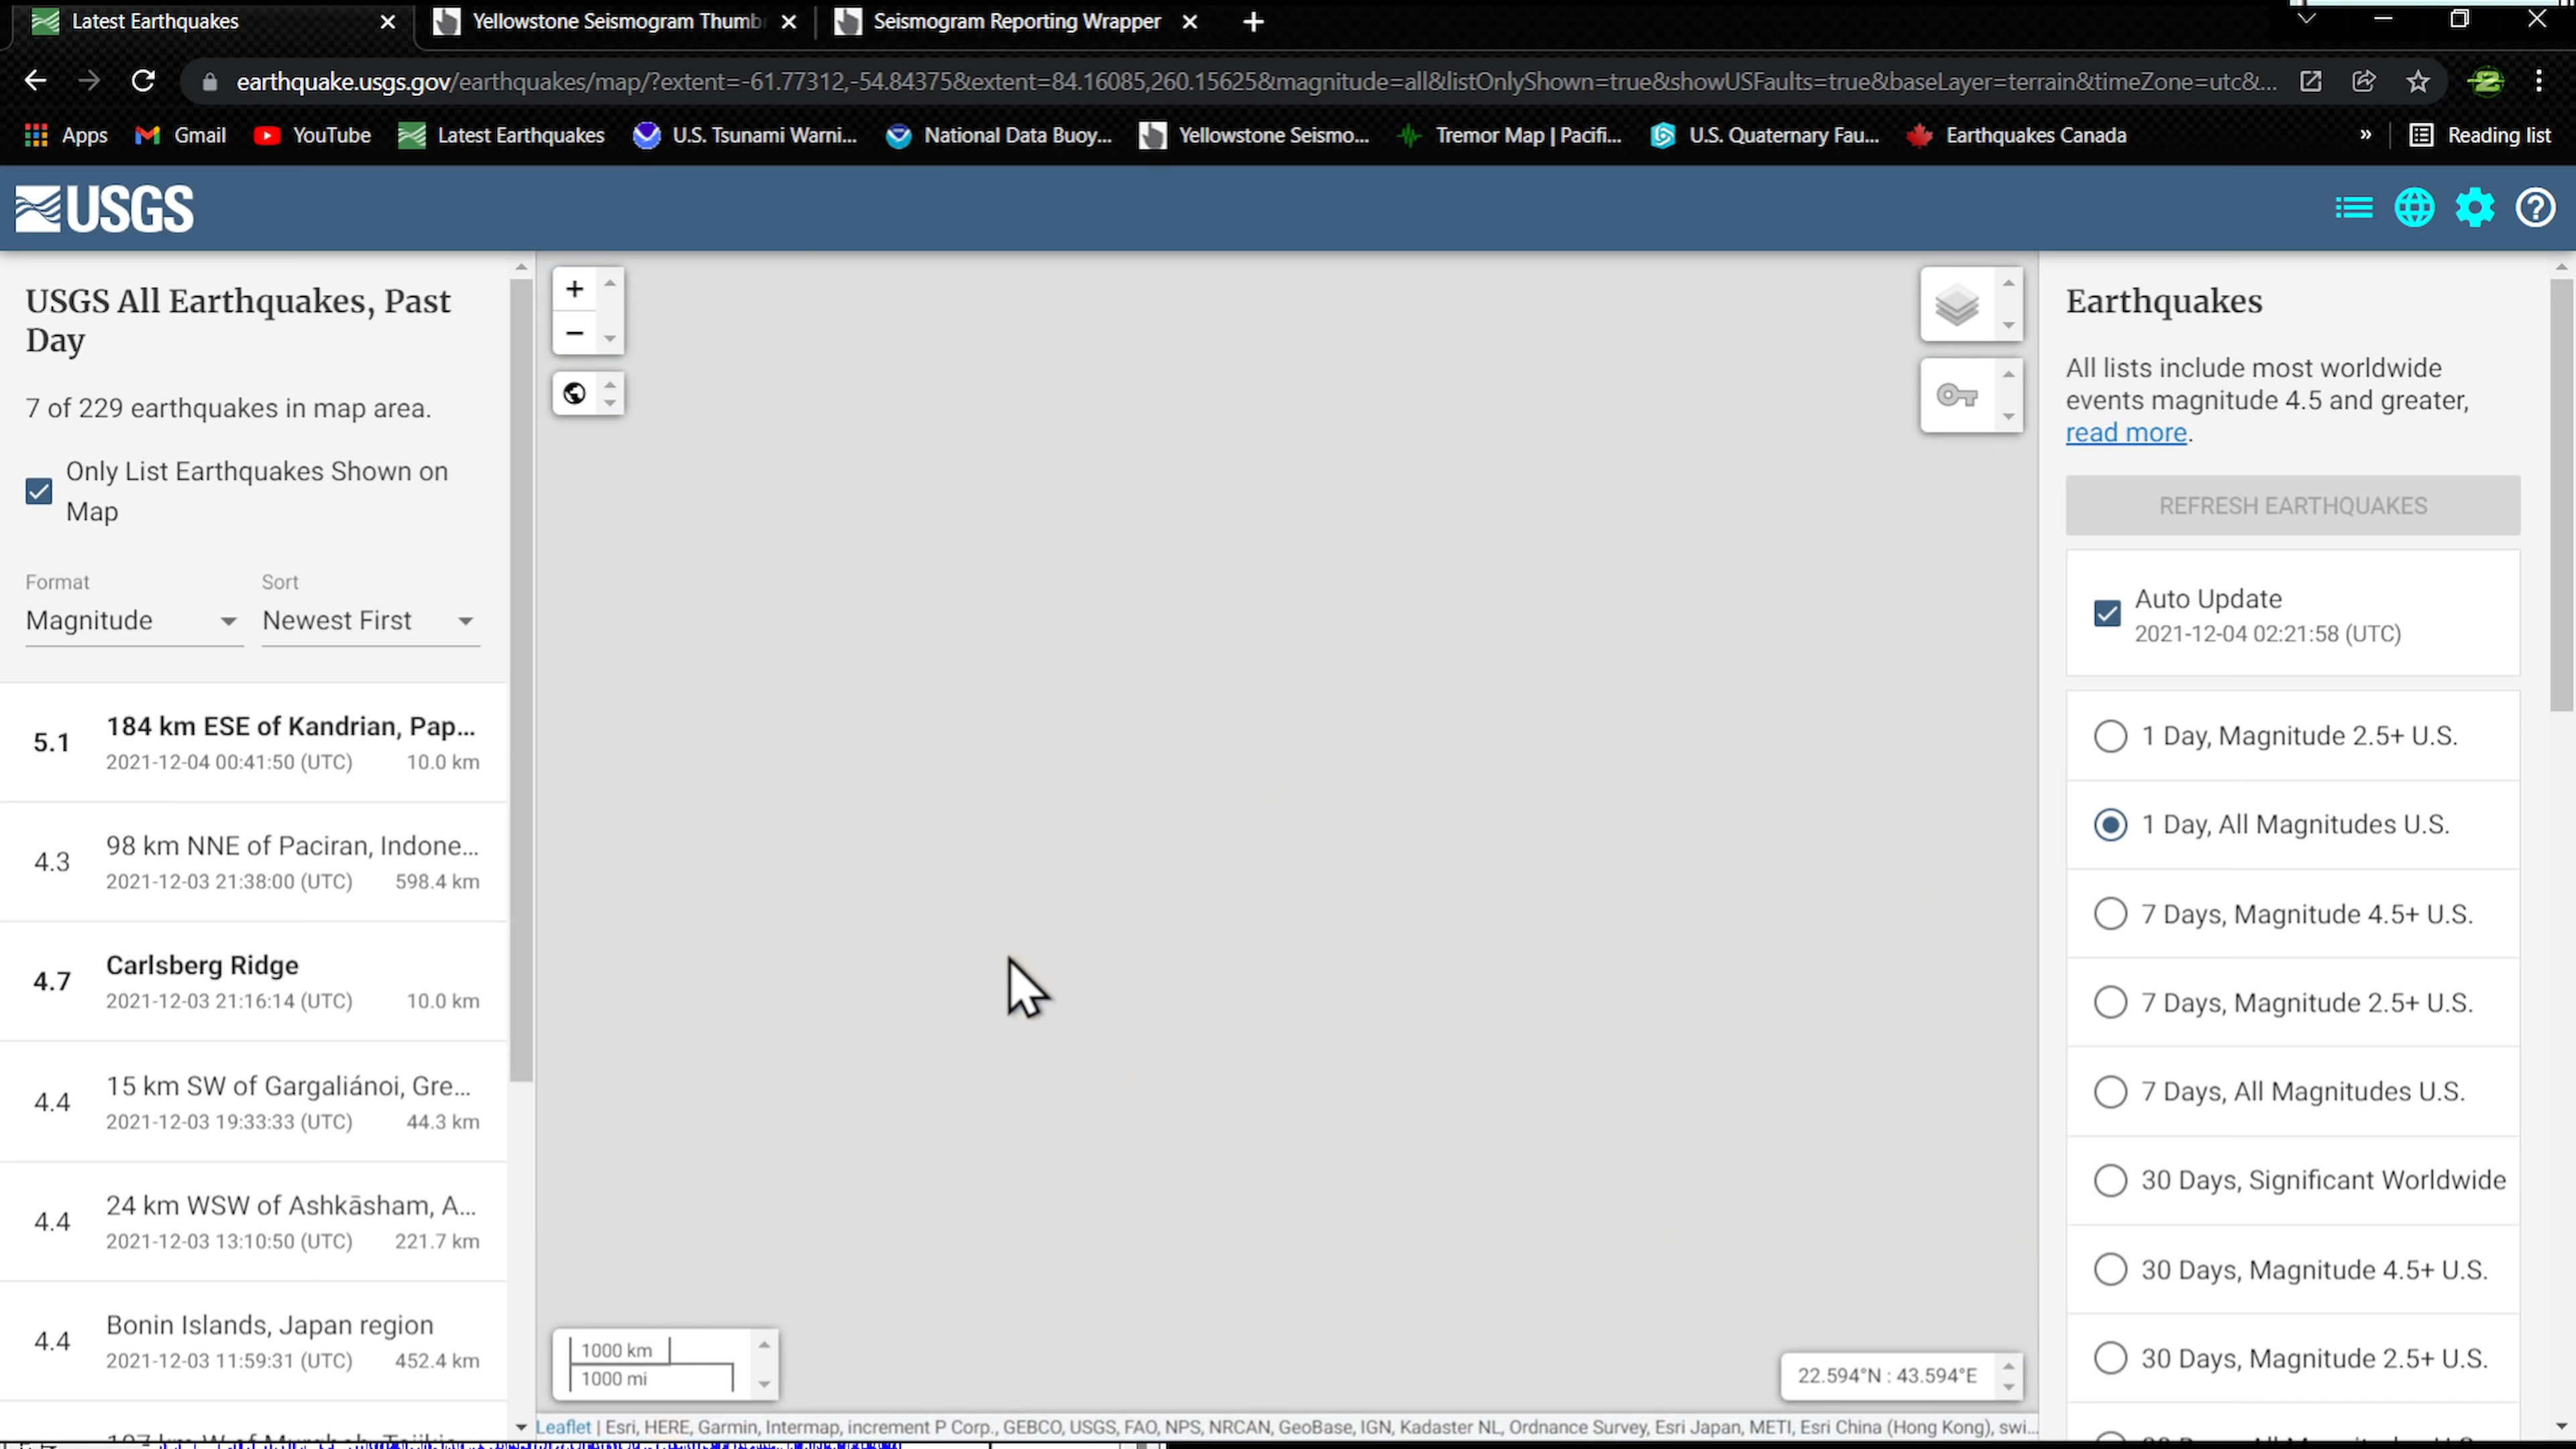 Latest Earthquakes
Yellowstone Seismogram Thumb
Seismogram Reporting Wrapper
earthquake.usgs.gov/earthquakes/map/?extent=-61.77312,-54.84375&extent=84.16085,260.15625&magnitude=all&listOnlyShown=true&showUSFaults=true&baseLayer=terrain&timeZone=utc&...
Apps Gmail YouTube Latest Earthquakes U.S. Tsunami Warni... National Data Buoy... Yellowstone Seismo... Tremor Map | Pacifi... U.S. Quaternary Fau... Earthquakes Canada » Reading list
USGS
USGS All Earthquakes, Past
Day
7 of 229 earthquakes in map area.
Only List Earthquakes Shown on
Map
Format Sort
Magnitude Newest First
5.1 184 km ESE of Kandrian, Pap...
2021-12-04 00:41:50 (UTC) 10.0 km
4.3 98 km NNE of Paciran, Indone...
2021-12-03 21:38:00 (UTC) 598.4 km
4.7 Carlsberg Ridge
2021-12-03 21:16:14 (UTC) 10.0 km
4.4 15 km SW of Gargaliánoi, Gre...
2021-12-03 19:33:33 (UTC) 44.3 km
4.4 24 km WSW of Ashkāsham, A...
2021-12-03 13:10:50 (UTC) 221.7 km
4.4 Bonin Islands, Japan region
2021-12-03 11:59:31 (UTC) 452.4 km
+
−
1000 km
1000 mi
22.594°N : 43.594°E
Leaflet | Esri, HERE, Garmin, Intermap, increment P Corp., GEBCO, USGS, FAO, NPS, NRCAN, GeoBase, IGN, Kadaster NL, Ordnance Survey, Esri Japan, METI, Esri China (Hong Kong), swi...
Earthquakes
All lists include most worldwide
events magnitude 4.5 and greater,
read more.
REFRESH EARTHQUAKES
Auto Update
2021-12-04 02:21:58 (UTC)
1 Day, Magnitude 2.5+ U.S.
1 Day, All Magnitudes U.S.
7 Days, Magnitude 4.5+ U.S.
7 Days, Magnitude 2.5+ U.S.
7 Days, All Magnitudes U.S.
30 Days, Significant Worldwide
30 Days, Magnitude 4.5+ U.S.
30 Days, Magnitude 2.5+ U.S.